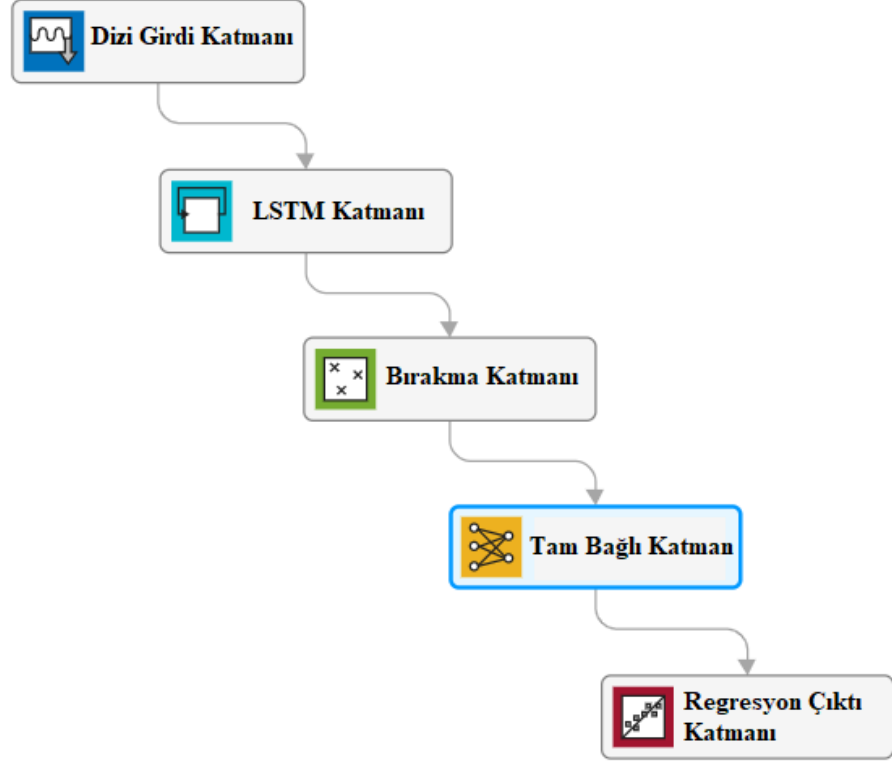 Dizi Girdi Katmanı
LSTM Katmanı
Bırakma Katmanı
Tam Bağlı Katman
Regresyon Çıktı
Katmanı